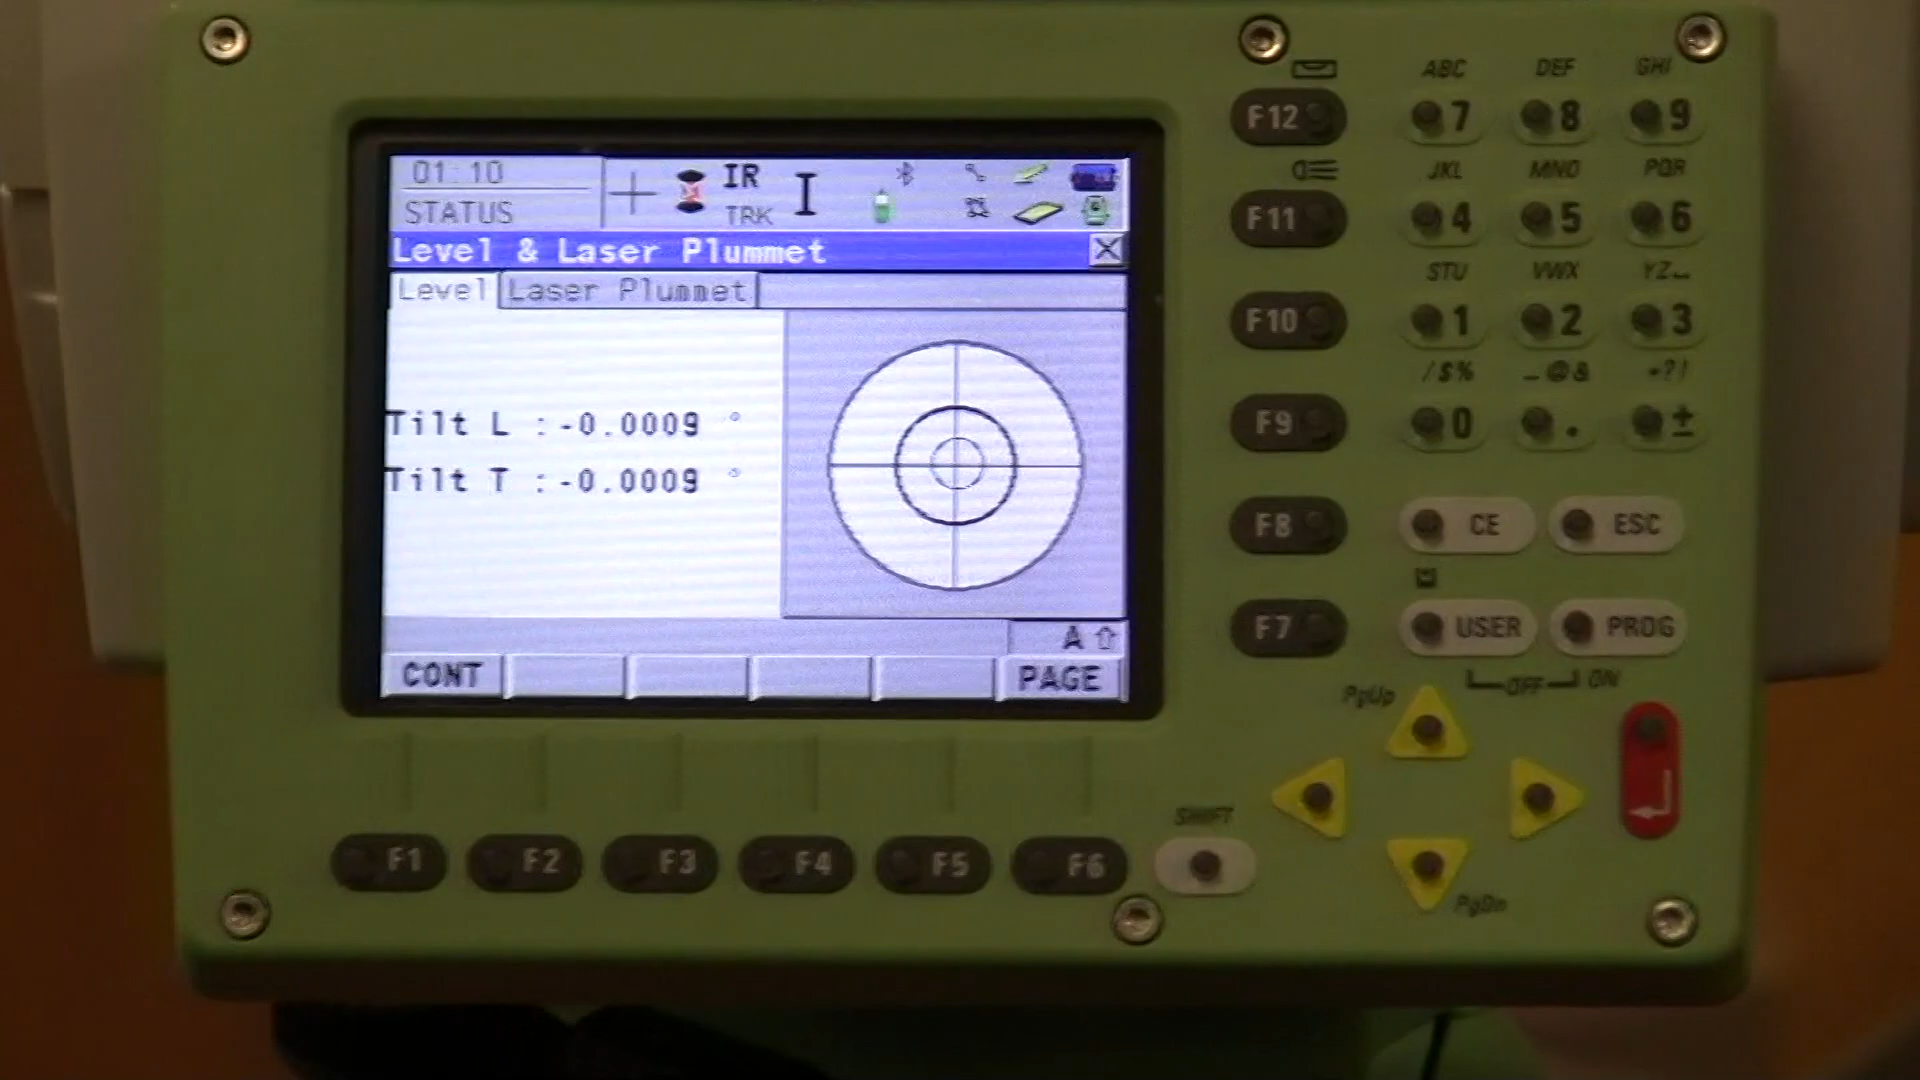 01:10
STATUS
IR
TRK
I
Level & Laser Plummet
Level
Laser Plummet
Tilt L :-0.0009 °
Tilt T :-0.0009 °
A
CONT
PAGE
F1
F2
F3
F4
F5
F6
SHIFT
F12
F11
F10
F9
F8
F7
ABC
DEF
GHI
7
8
9
JKL
MNO
PQR
4
5
6
STU
VWX
YZ
1
2
3
/$%
_@&
*?!
0
.
±
CE
ESC
USER
PROG
OFF
ON
PgUp
PgDn